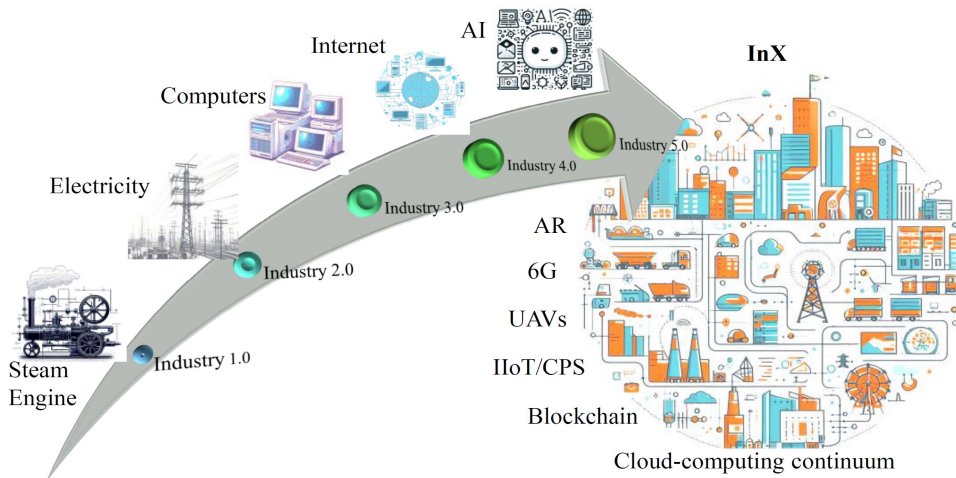 AI
InX
Internet
Computers
Electricity
Steam
Engine
Industry 1.0
Industry 2.0
Industry 3.0
Industry 4.0
Industry 5.0
AR
6G
UAVs
IIoT/CPS
Blockchain
Cloud-computing continuum